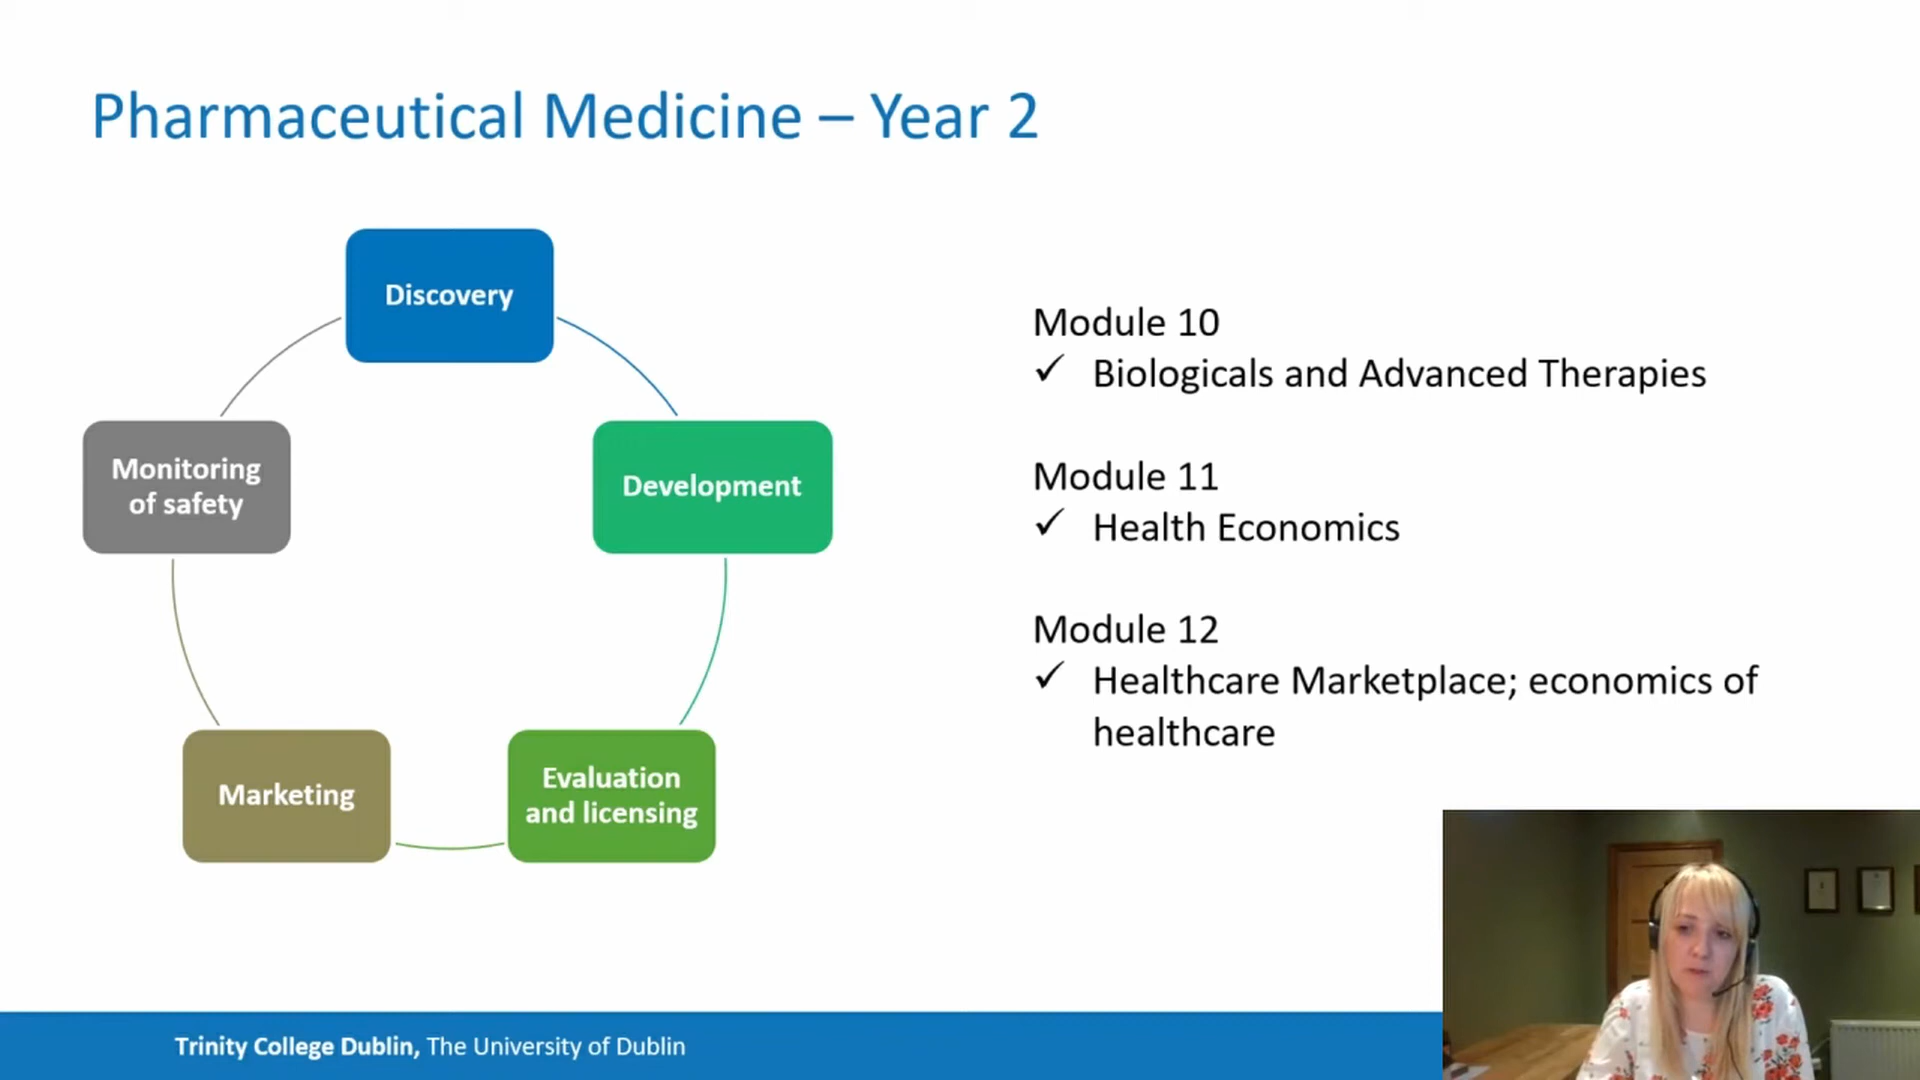 Pharmaceutical Medicine – Year 2
Discovery
Development
Evaluation
and licensing
Marketing
Monitoring
of safety
Module 10
✓ Biologicals and Advanced Therapies
Module 11
✓ Health Economics
Module 12
✓ Healthcare Marketplace; economics of
healthcare
Trinity College Dublin, The University of Dublin